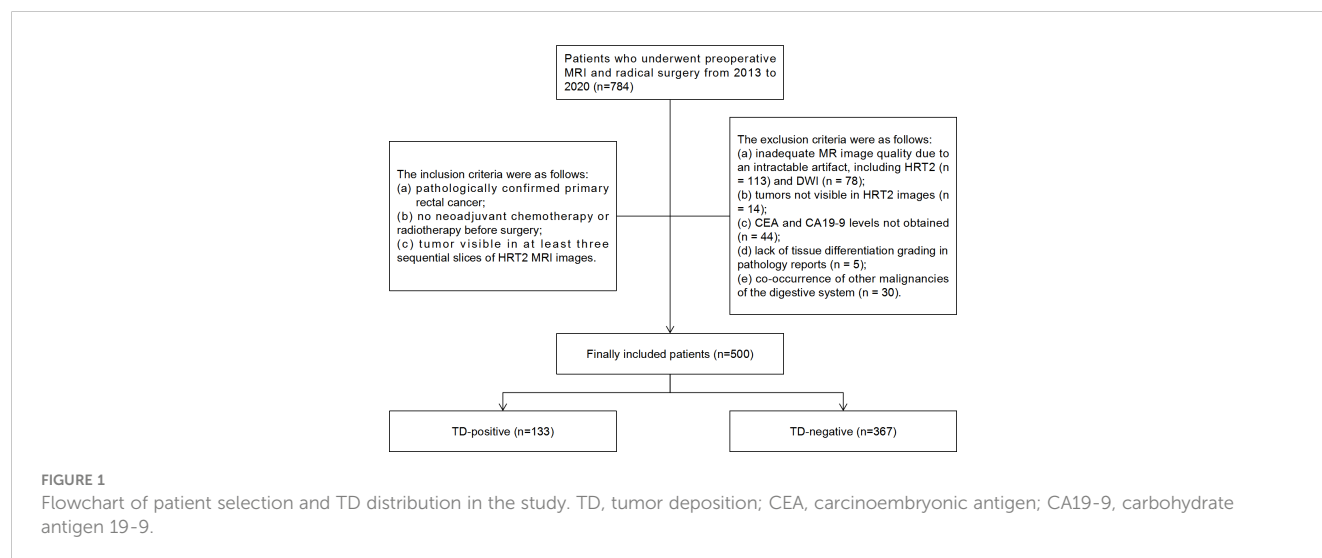 Patients who underwent preoperative
MRI and radical surgery from 2013 to
2020 (n=784)
The inclusion criteria were as follows:
(a) pathologically confirmed primary
rectal cancer;
(b) no neoadjuvant chemotherapy or
radiotherapy before surgery;
(c) tumor visible in at least three
sequential slices of HRT2 MRI images.
The exclusion criteria were as follows:
(a) inadequate MR image quality due to
an intractable artifact, including HRT2 (n
= 113) and DWI (n = 78);
(b) tumors not visible in HRT2 images (n
= 14);
(c) CEA and CA19-9 levels not obtained
(n = 44);
(d) lack of tissue differentiation grading in
pathology reports (n = 5);
(e) co-occurrence of other malignancies
of the digestive system (n = 30).
Finally included patients (n=500)
TD-positive (n=133)
TD-negative (n=367)
FIGURE 1
Flowchart of patient selection and TD distribution in the study. TD, tumor deposition; CEA, carcinoembryonic antigen; CA19-9, carbohydrate
antigen 19-9.